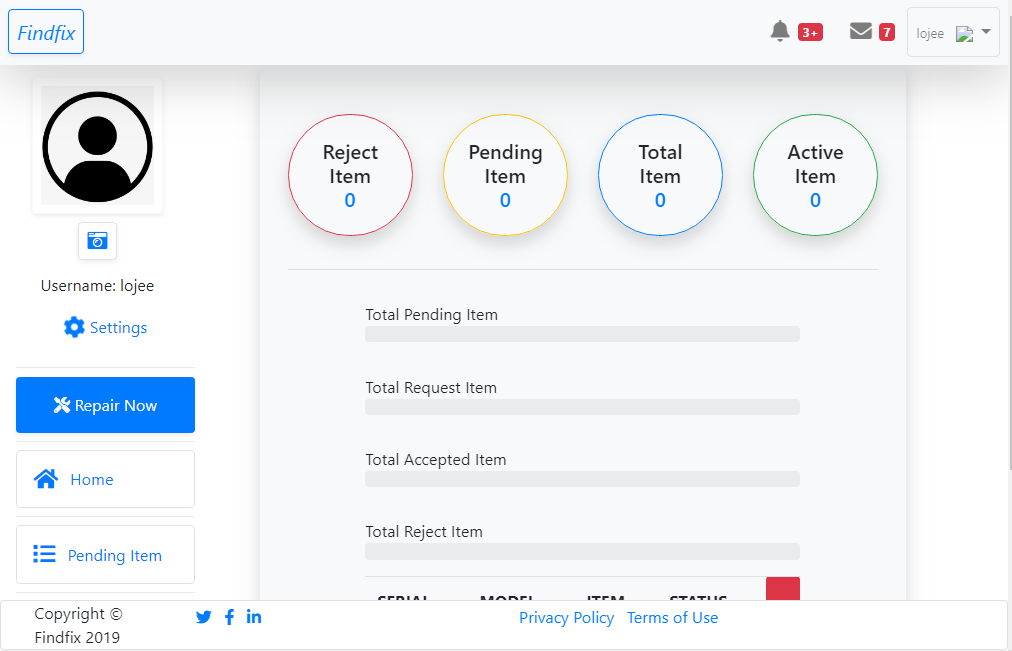 Findfix
3+
7
lojee
Reject
Item
0
Pending
Item
0
Total
Item
0
Active
Item
0
Username: lojee
Settings
Repair Now
Home
Pending Item
Total Pending Item
Total Request Item
Total Accepted Item
Total Reject Item
SERIAL MODEL ITEM STATUS
Copyright ©
Findfix 2019
Privacy Policy Terms of Use